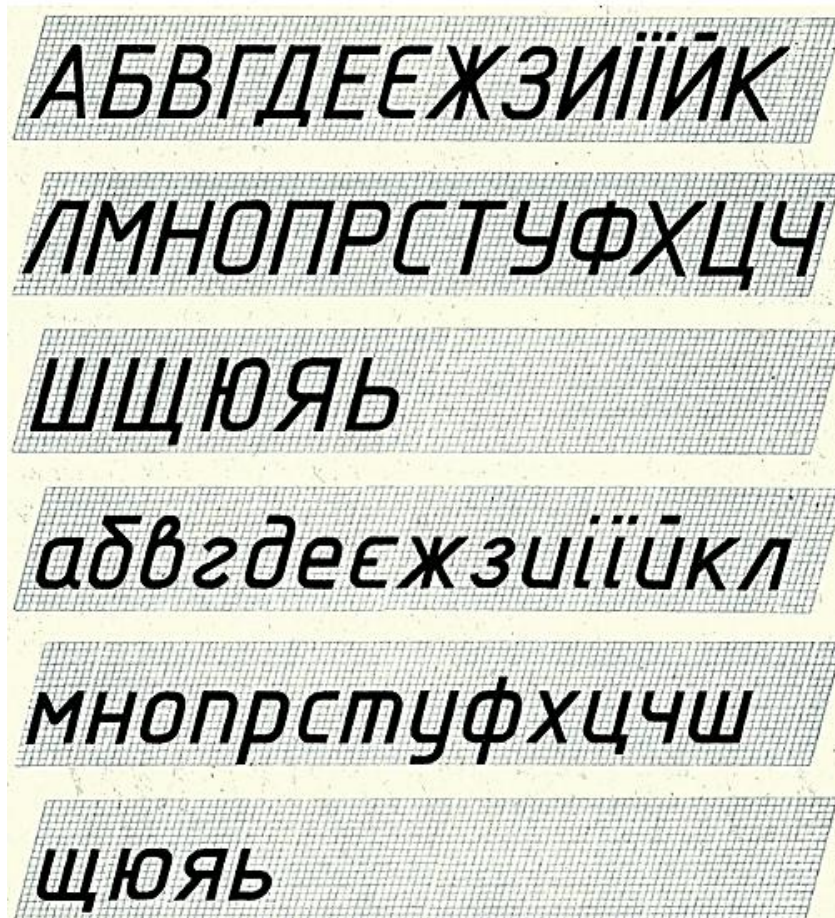 АБВГДЕЄЖЗИІЇЙК
ЛМНОПРСТУФХЦЧ
ШЩЮЯЬ
абвгдеєжзиіїйкл
мнопрстуфхцчш
щюяь